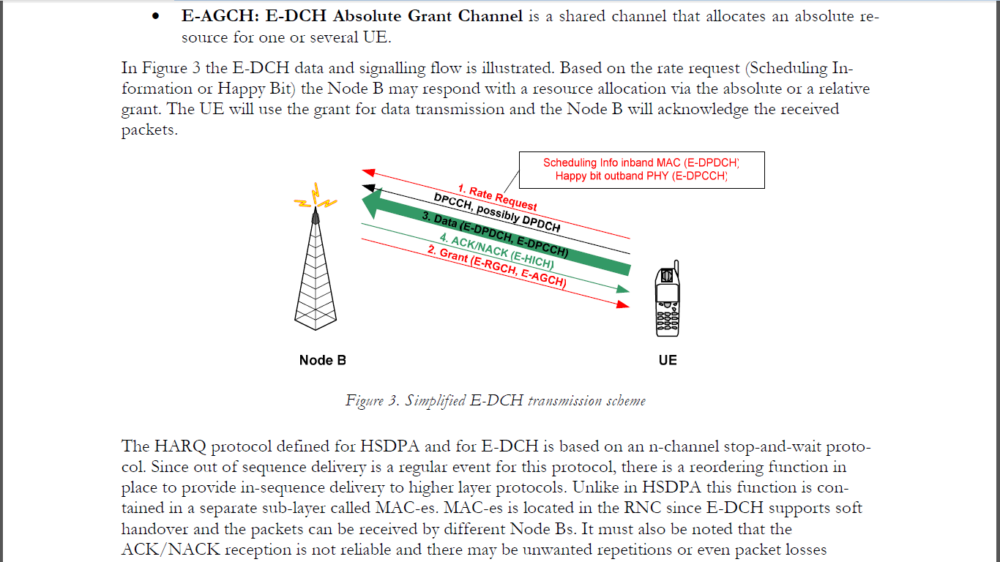 • E-AGCH: E-DCH Absolute Grant Channel is a shared channel that allocates an absolute re-
source for one or several UE.
In Figure 3 the E-DCH data and signalling flow is illustrated. Based on the rate request (Scheduling In-
formation or Happy Bit) the Node B may respond with a resource allocation via the absolute or a relative
grant. The UE will use the grant for data transmission and the Node B will acknowledge the received
packets.
Scheduling Info inband MAC (E-DPDCH)
Happy bit outband PHY (E-DPCCH)
1. Rate Request
DPCCH, possibly DPDCH
3. Data (E-DPDCH, E-DPCCH)
4. ACK/NACK (E-HICH)
2. Grant (E-RGCH, E-AGCH)
Node B
UE
Figure 3. Simplified E-DCH transmission scheme
The HARQ protocol defined for HSDPA and for E-DCH is based on an n-channel stop-and-wait proto-
col. Since out of sequence delivery is a regular event for this protocol, there is a reordering function in
place to provide in-sequence delivery to higher layer protocols. Unlike in HSDPA this function is con-
tained in a separate sub-layer called MAC-es. MAC-es is located in the RNC since E-DCH supports soft
handover and the packets can be received by different Node Bs. It must also be noted that the
ACK/NACK reception is not reliable and there may be unwanted repetitions or even packet losses